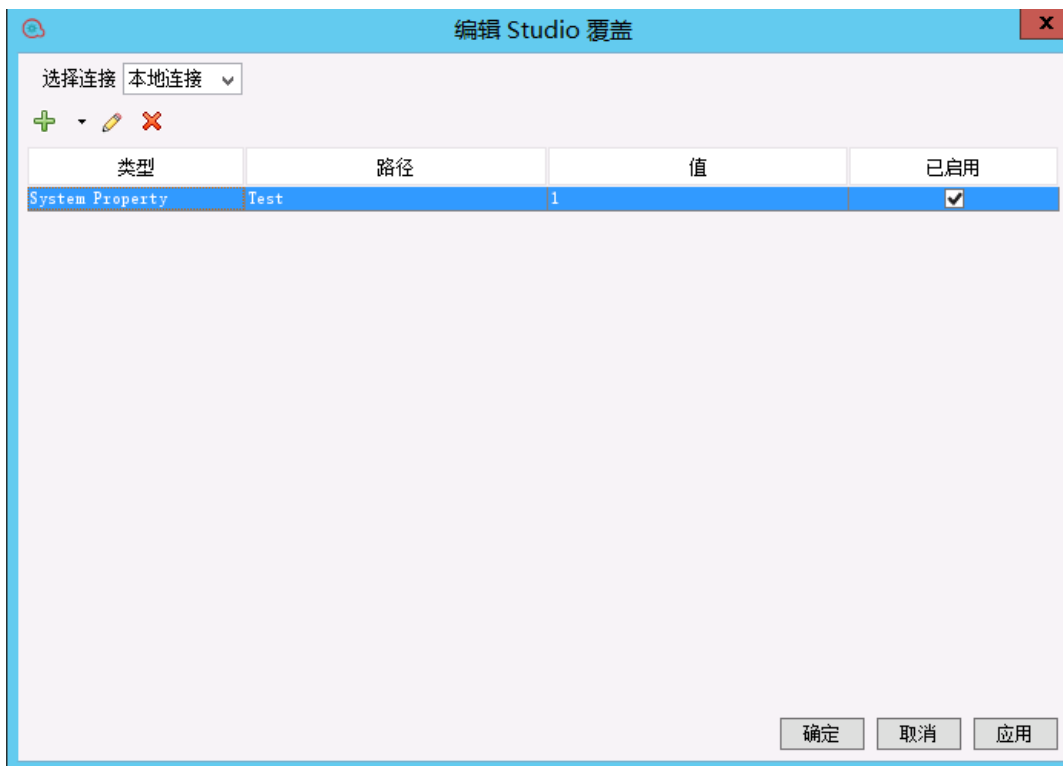 编辑 Studio 覆盖
x
选择连接 本地连接
类型 路径 值 已启用
System Property Test 1
确定 取消 应用